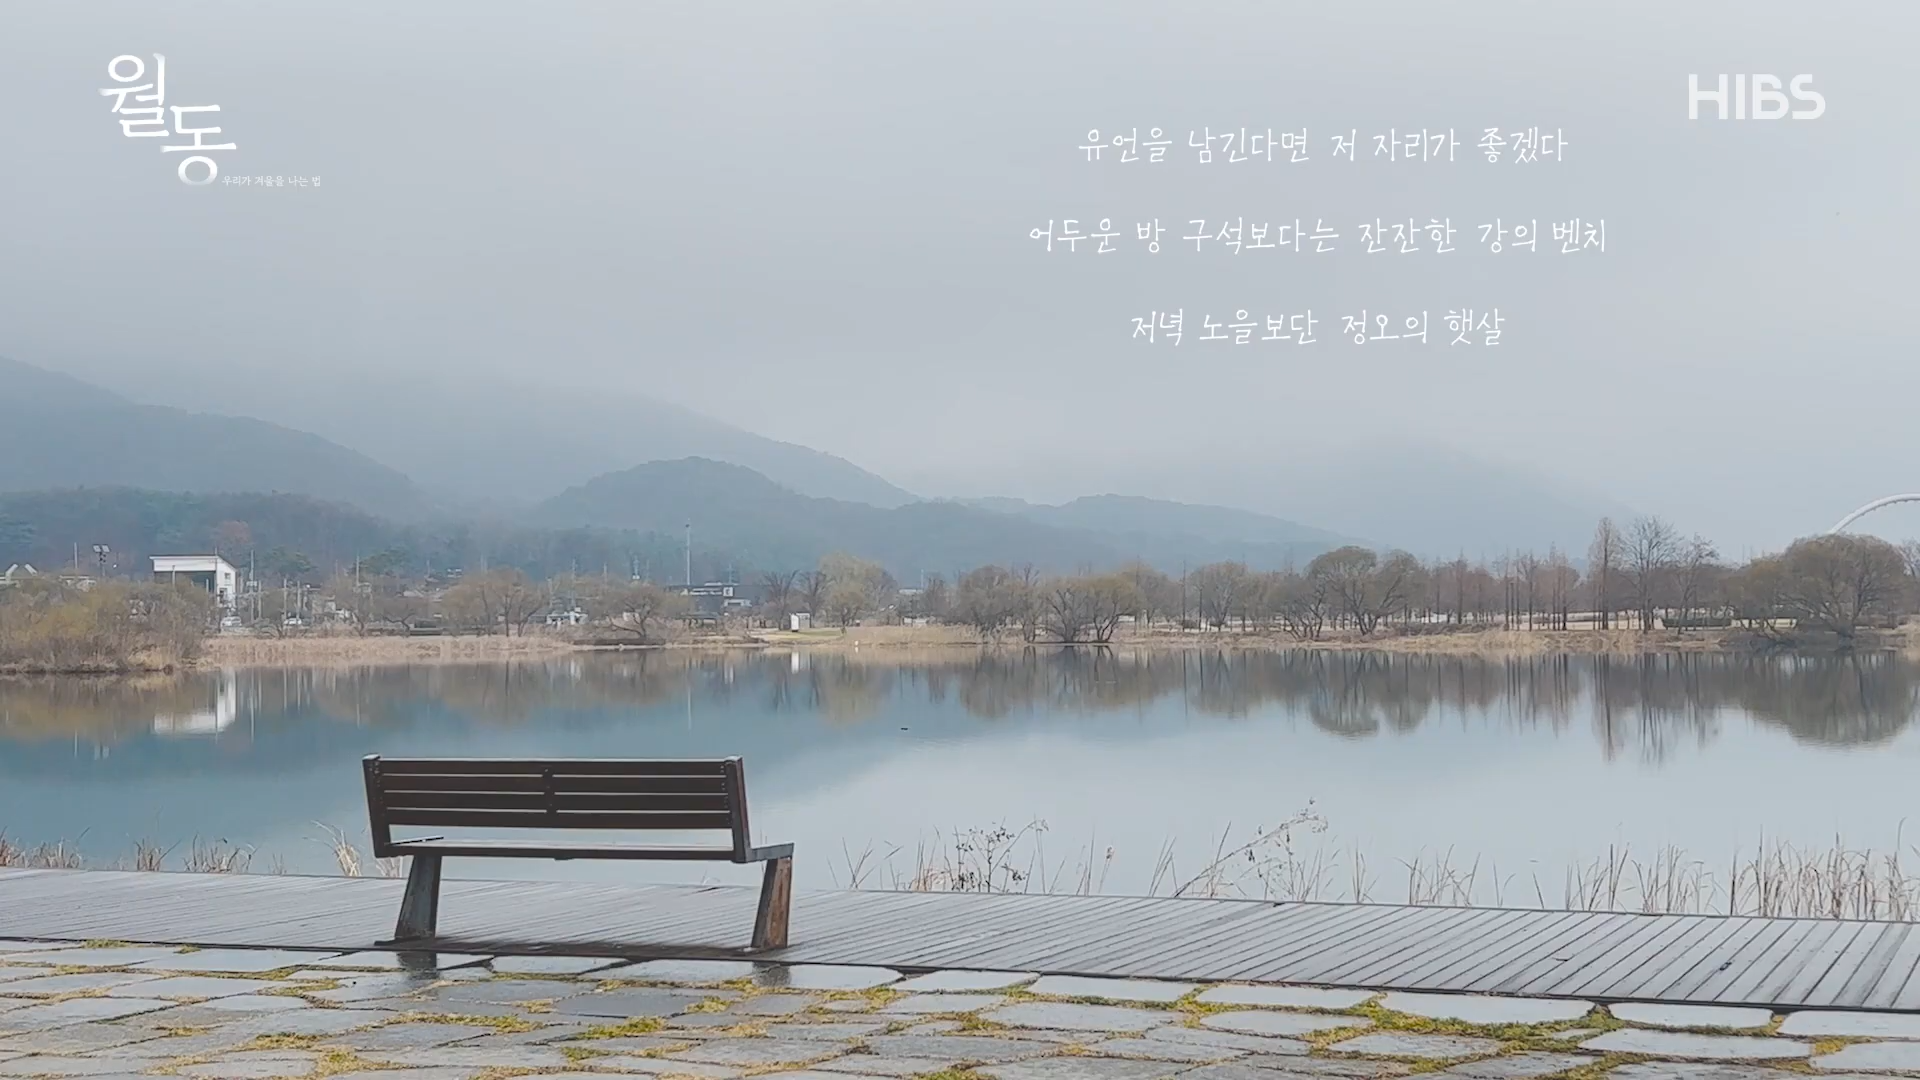 월동
우리가 겨울을 나는 법
HIBS
유언을 남긴다면 저 자리가 좋겠다
어두운 방 구석보다는 잔잔한 강의 벤치
저녁 노을보단 정오의 햇살